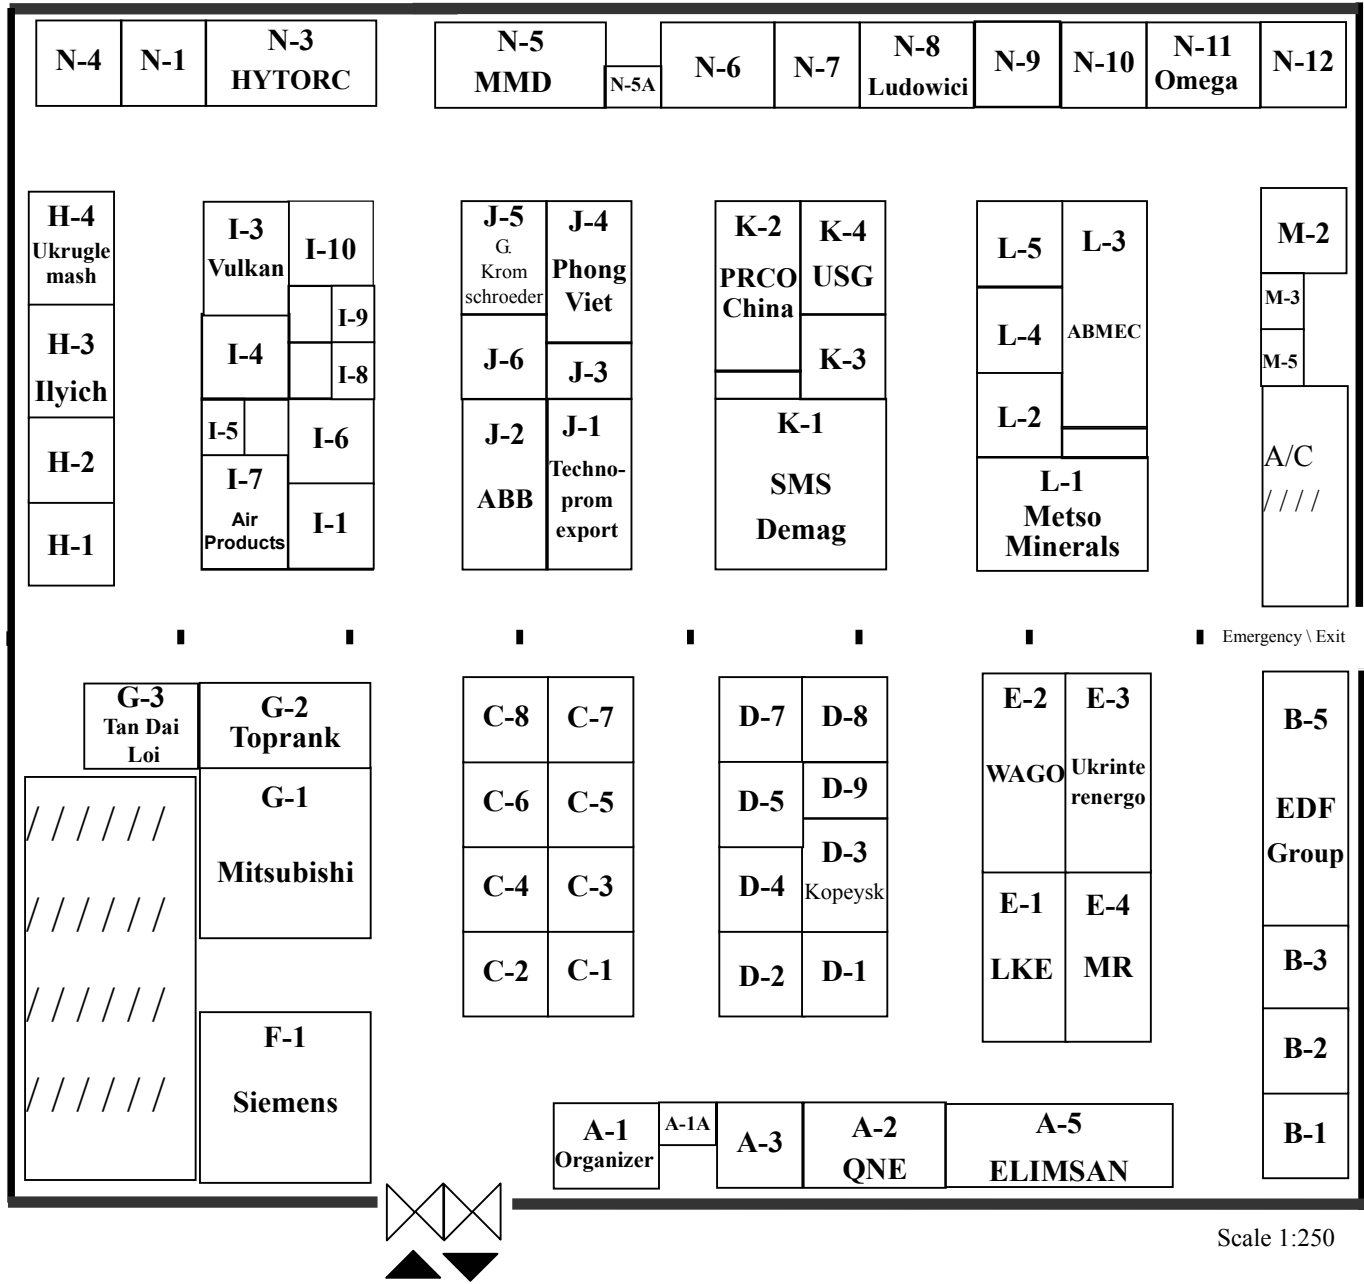 N-4
N-1
N-3
HYTORC
N-5
MMD
N-5A
N-6
N-7
N-8
Ludowici
N-9
N-10
N-11
Omega
N-12
H-4
Ukrugle
mash
H-3
Ilyich
H-2
H-1
I-3
Vulkan
I-10
I-9
I-4
I-8
I-5
I-6
I-7
Air
Products
I-1
J-5
G.
Krom
schroeder
J-4
Phong
Viet
J-6
J-3
J-2
ABB
J-1
Techno-
prom
export
K-2
PRCO
China
K-4
USG
K-3
K-1
SMS
Demag
L-5
L-3
ABMEC
L-4
L-2
L-1
Metso
Minerals
M-2
M-3
M-5
A/C
////
Emergency \ Exit
G-3
Tan Dai
Loi
G-2
Toprank
G-1
Mitsubishi
//////
//////
//////
//////
F-1
Siemens
C-8
C-7
C-6
C-5
C-4
C-3
C-2
C-1
D-7
D-8
D-5
D-9
D-4
D-3
Kopeysk
D-2
D-1
E-2
WAGO
E-3
Ukrinte
renergo
E-1
LKE
E-4
MR
B-5
EDF
Group
B-3
B-2
B-1
A-1
Organizer
A-1A
A-3
A-2
QNE
A-5
ELIMSAN
Scale 1:250